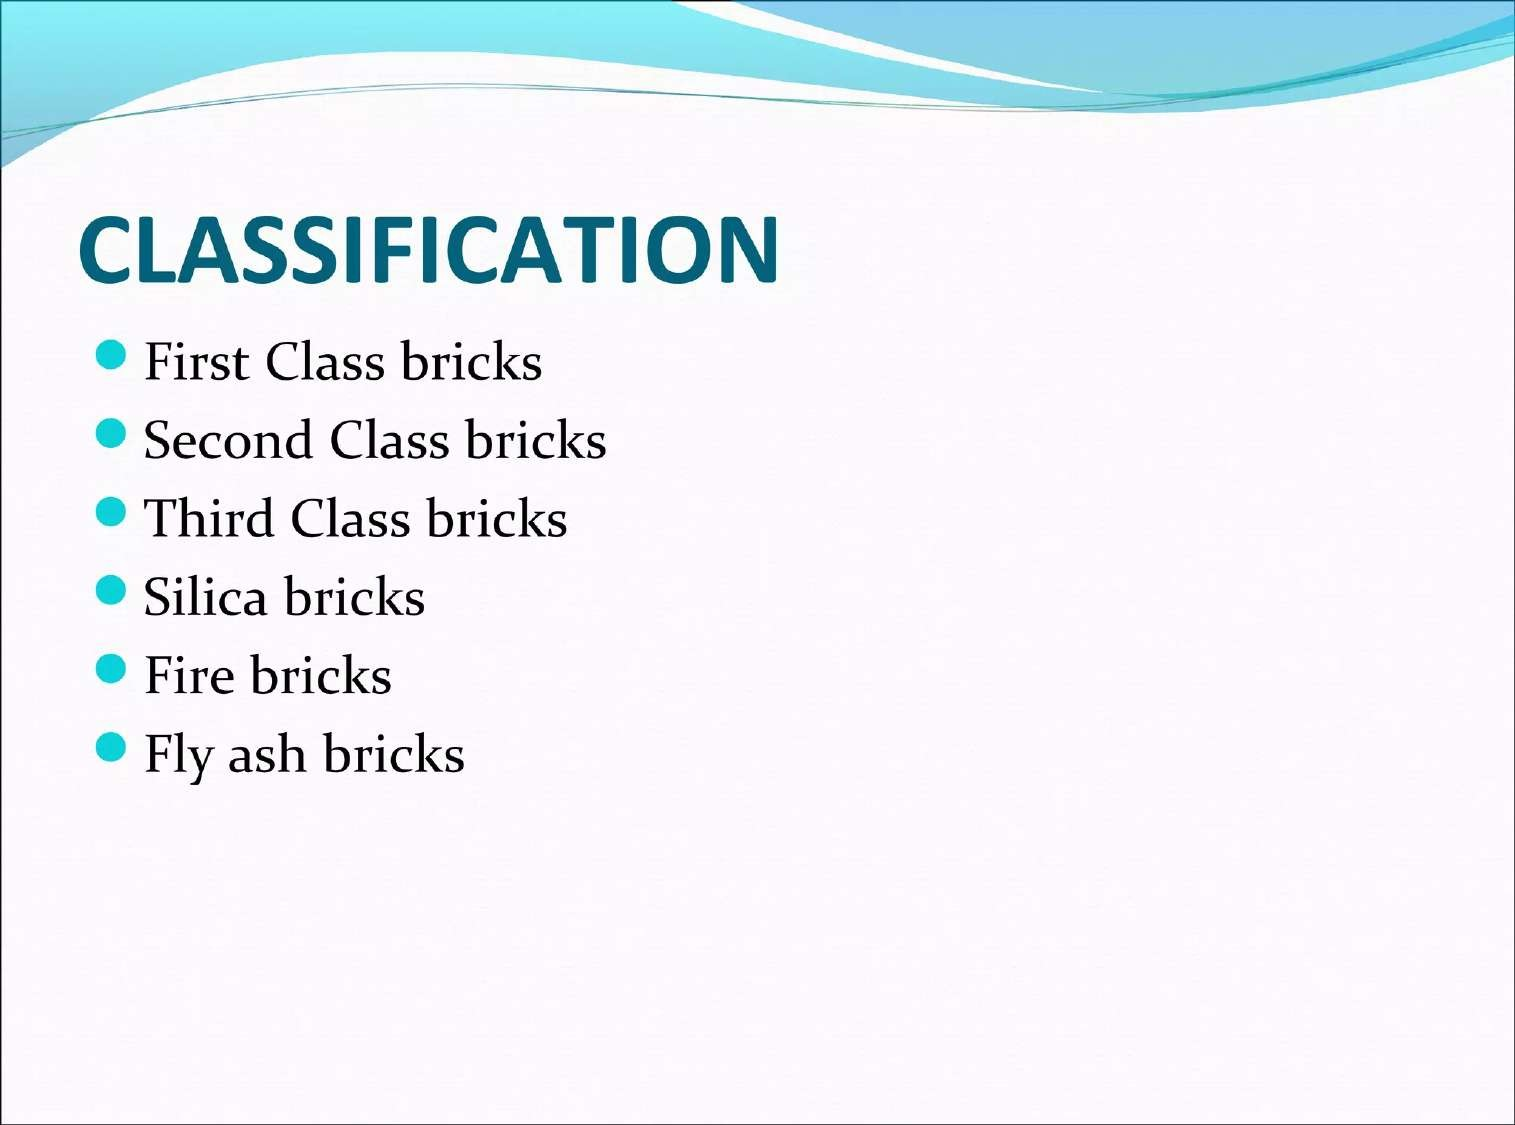 CLASSIFICATION
First Class bricks
Second Class bricks
Third Class bricks
Silica bricks
Fire bricks
Fly ash bricks